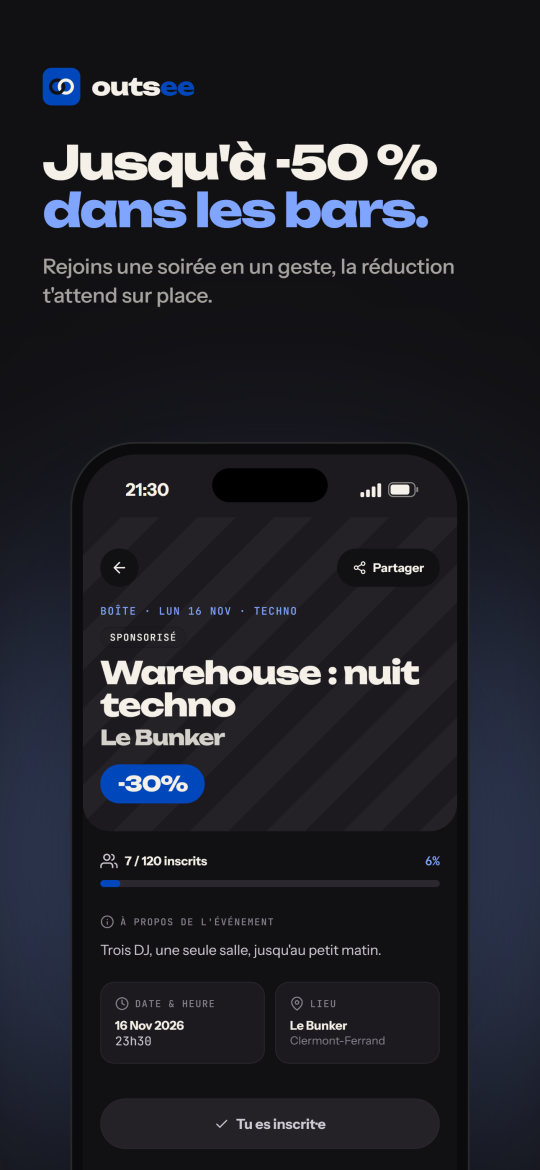 outsee
Jusqu'à -50 %
dans les bars.
Rejoins une soirée en un geste, la réduction
t'attend sur place.
21:30
Partager
BOÎTE · LUN 16 NOV · TECHNO
SPONSORISÉ
Warehouse : nuit
techno
Le Bunker
-30%
7 / 120 inscrits
6%
À PROPOS DE L'ÉVÉNEMENT
Trois DJ, une seule salle, jusqu'au petit matin.
DATE & HEURE
16 Nov 2026
23h30
LIEU
Le Bunker
Clermont-Ferrand
Tu es inscrit·e